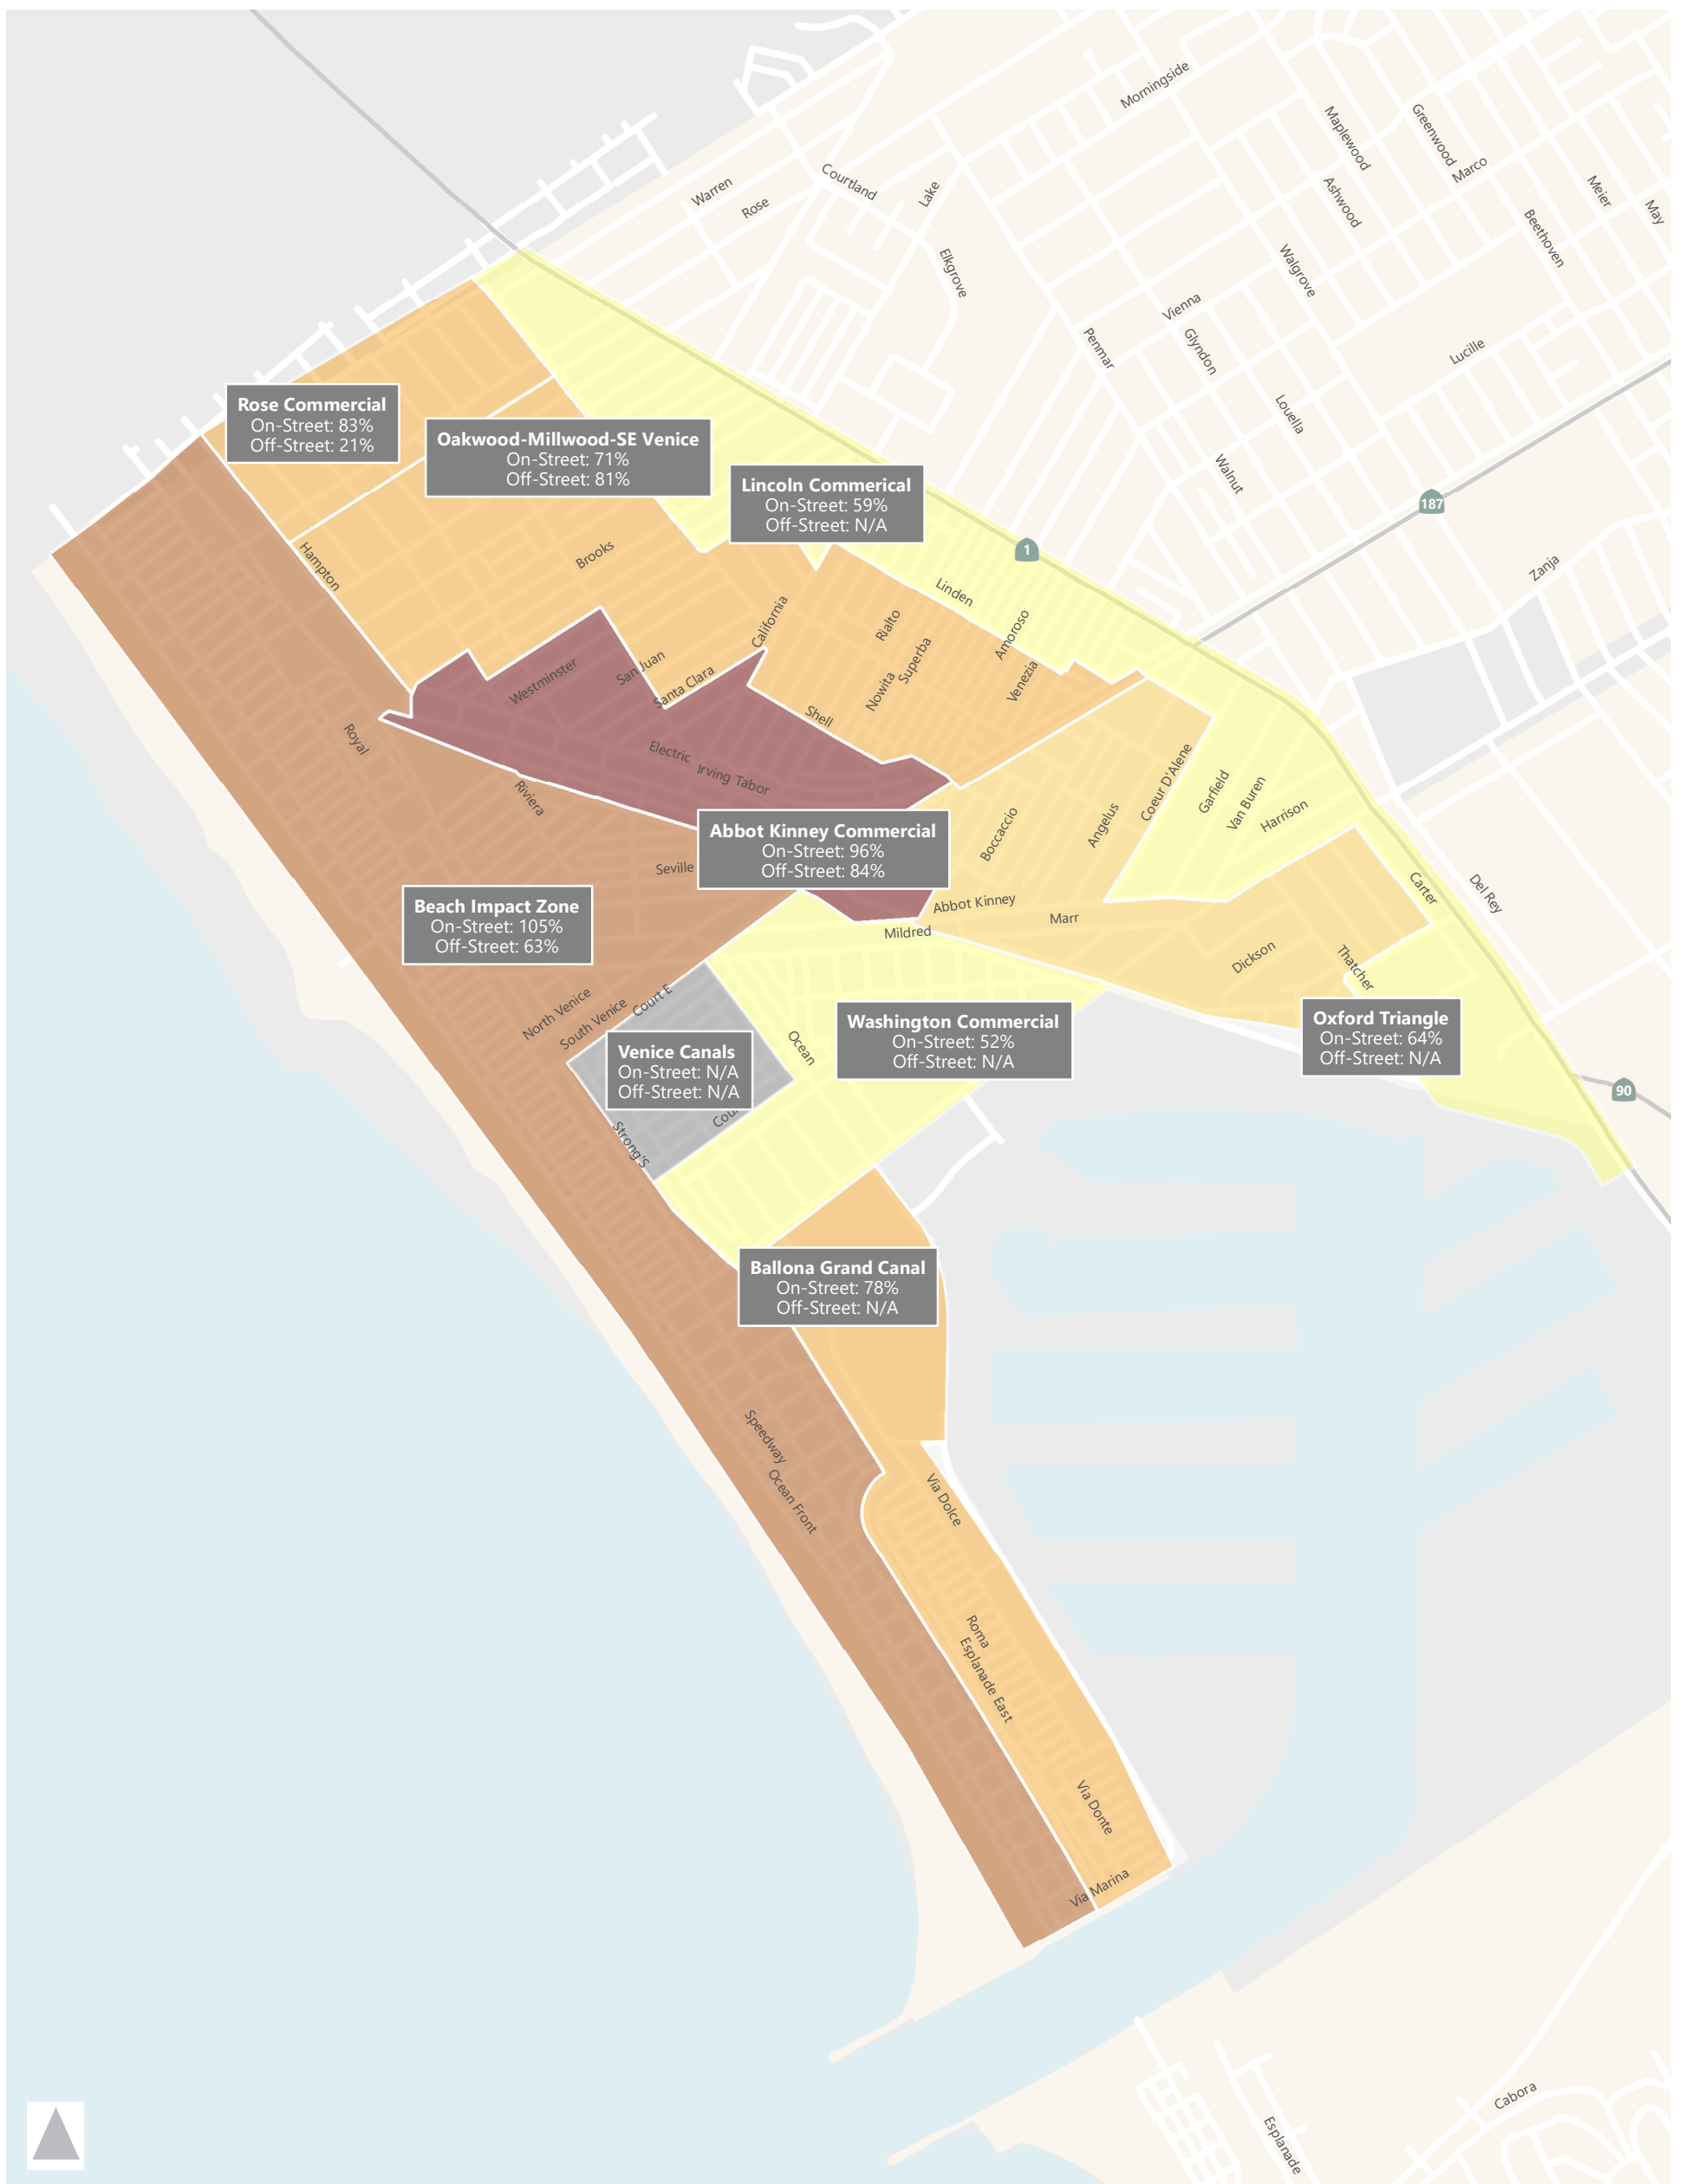 Morningside
Maplewood
Greenwood
Marco
Ashwood
Meier
May
Beethoven
Warren
Rose
Courtland
Lake
Elkgrove
Walgrove
Vienna
Penmar
Glyndon
Lucille
Louella
Walnut
187
Zanja
1
Rose Commercial
On-Street: 83%
Off-Street: 21%
Oakwood-Millwood-SE Venice
On-Street: 71%
Off-Street: 81%
Lincoln Commerical
On-Street: 59%
Off-Street: N/A
Hampton
Brooks
Linden
California
Rialto
Superba
Amoroso
Nowita
Venezia
Westminster
San Juan
Santa Clara
Shell
Royal
Electric
Irving Tabor
Riviera
Coeur D'Alene
Garfield
Van Buren
Harrison
Boccaccio
Angelus
Abbot Kinney Commercial
On-Street: 96%
Off-Street: 84%
Seville
Abbot Kinney
Marr
Mildred
Carter
Del Rey
Beach Impact Zone
On-Street: 105%
Off-Street: 63%
Dickson
Thatcher
North Venice
South Venice
Court E
Ocean
Washington Commercial
On-Street: 52%
Off-Street: N/A
Oxford Triangle
On-Street: 64%
Off-Street: N/A
Venice Canals
On-Street: N/A
Off-Street: N/A
90
Strong'S
Ballona Grand Canal
On-Street: 78%
Off-Street: N/A
Speedway
Ocean Front
Via Dolce
Roma
Esplanade East
Via Donte
Via Marina
Cabora
Esplanade